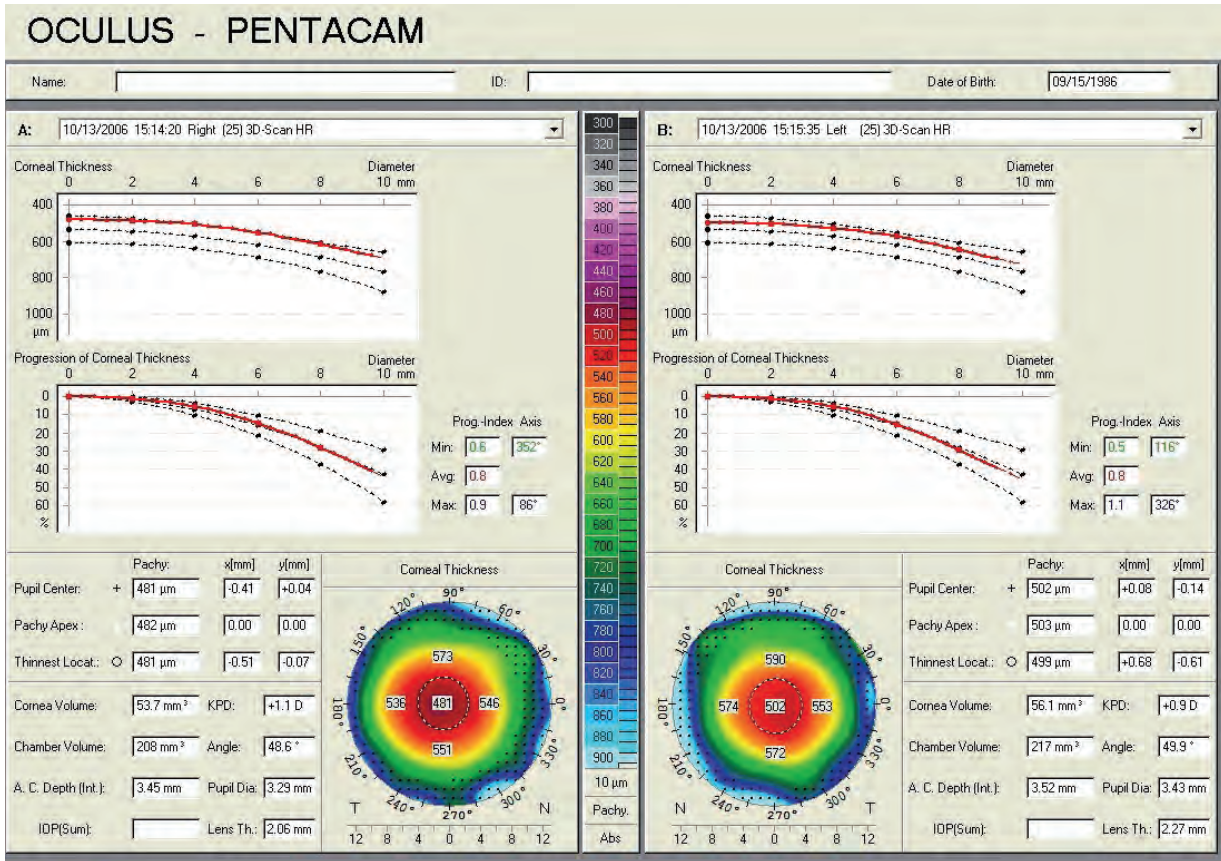 OCULUS - PENTACAM
Name: ID: Date of Birth: 09/15/1986
A: 10/13/2006 15:14:20 Right (25) 3D-Scan HR
Corneal Thickness Diameter
0 2 4 6 8 10 mm
400
600
800
1000
µm
Progression of Corneal Thickness Diameter
0 2 4 6 8 10 mm
0
10
20
30
40
50
60
%
Prog.-Index Axis
Min: 0.6 352°
Avg: 0.8
Max: 0.9 86°
Pachy: x[mm] y[mm]
Pupil Center: + 481 µm -0.41 +0.04
Pachy Apex : 482 µm 0.00 0.00
Thinnest Locat.: O 481 µm -0.51 -0.07
Cornea Volume: 53.7 mm³ KPD: +1.1 D
Chamber Volume: 208 mm³ Angle: 48.6 °
A. C. Depth (Int.): 3.45 mm Pupil Dia: 3.29 mm
IOP(Sum): Lens Th.: 2.06 mm
Corneal Thickness
90°
120° 60°
150° 30°
573
180° 536 481 546 0°
551
210°
240° 300°
270°
T N
12 8 4 0 4 8 12
300
320
340
360
380
400
420
440
460
480
500
520
540
560
580
600
620
640
660
680
700
720
740
760
780
800
820
840
860
880
900
10 µm
Pachy.
Abs
B: 10/13/2006 15:15:35 Left (25) 3D-Scan HR
Corneal Thickness Diameter
0 2 4 6 8 10 mm
400
600
800
1000
µm
Progression of Corneal Thickness Diameter
0 2 4 6 8 10 mm
0
10
20
30
40
50
60
%
Prog.-Index Axis
Min: 0.5 116°
Avg: 0.8
Max: 1.1 326°
Corneal Thickness
90°
120° 60°
150° 30°
590
180° 574 502 553 0°
572
210°
240° 300°
270°
N T
12 8 4 0 4 8 12
Pachy: x[mm] y[mm]
Pupil Center: + 502 µm +0.08 -0.14
Pachy Apex : 503 µm 0.00 0.00
Thinnest Locat.: O 499 µm +0.68 -0.61
Cornea Volume: 56.1 mm³ KPD: +0.9 D
Chamber Volume: 217 mm³ Angle: 49.9 °
A. C. Depth (Int.): 3.52 mm Pupil Dia: 3.43 mm
IOP(Sum): Lens Th.: 2.27 mm